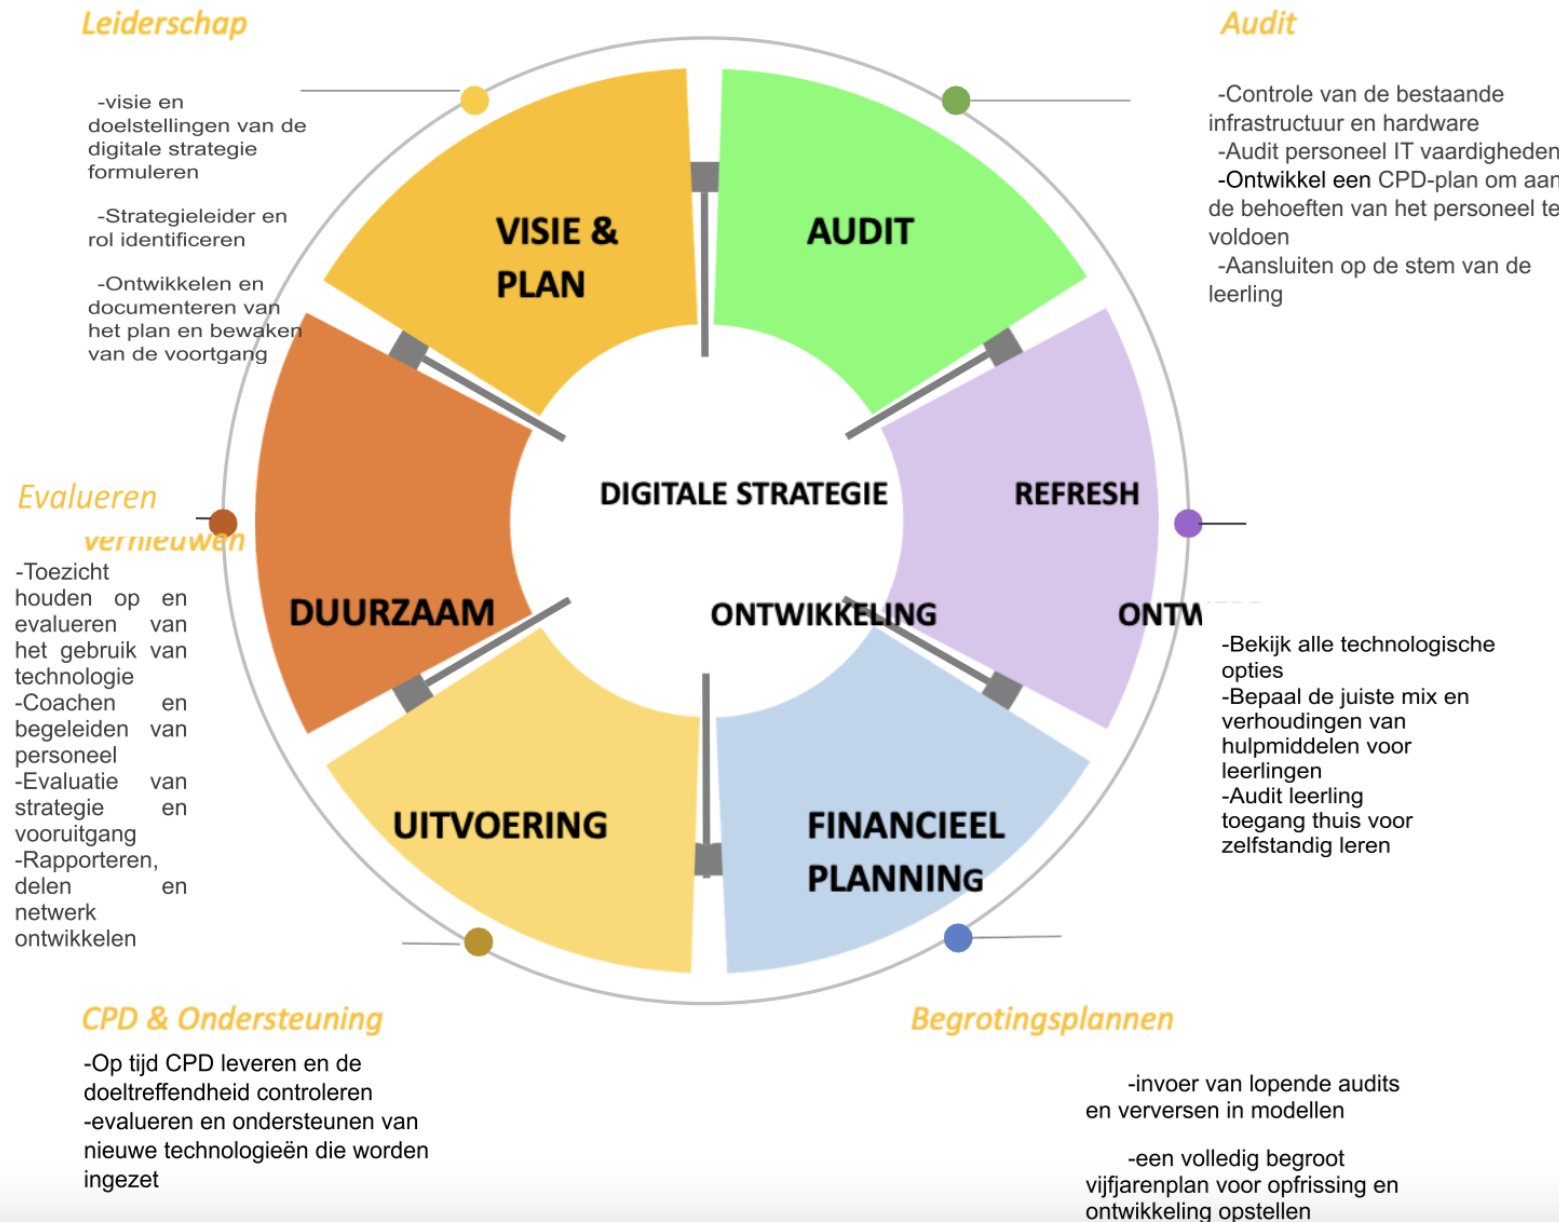 Leiderschap
-visie en
doelstellingen van de
digitale strategie
formuleren
-Strategieleider en
rol identificeren
-Ontwikkelen en
documenteren van
het plan en bewaken
van de voortgang
Audit
-Controle van de bestaande
infrastructuur en hardware
-Audit personeel IT vaardigheden
-Ontwikkel een CPD-plan om aan
de behoeften van het personeel te
voldoen
-Aansluiten op de stem van de
leerling
VISIE &
PLAN
AUDIT
DIGITALE STRATEGIE
ONTWIKKELING
REFRESH
ONTW
DUURZAAM
UITVOERING
FINANCIEEL
PLANNING
Evalueren
vernieuwen
-Toezicht
houden op en
evalueren van
het gebruik van
technologie
-Coachen en
begeleiden van
personeel
-Evaluatie van
strategie en
vooruitgang
-Rapporteren,
delen en
netwerk
ontwikkelen
-Bekijk alle technologische
opties
-Bepaal de juiste mix en
verhoudingen van
hulpmiddelen voor
leerlingen
-Audit leerling
toegang thuis voor
zelfstandig leren
CPD & Ondersteuning
-Op tijd CPD leveren en de
doeltreffendheid controleren
-evalueren en ondersteunen van
nieuwe technologieën die worden
ingezet
Begrotingsplannen
-invoer van lopende audits
en verversen in modellen
-een volledig begroot
vijfjarenplan voor opfrissing en
ontwikkeling opstellen